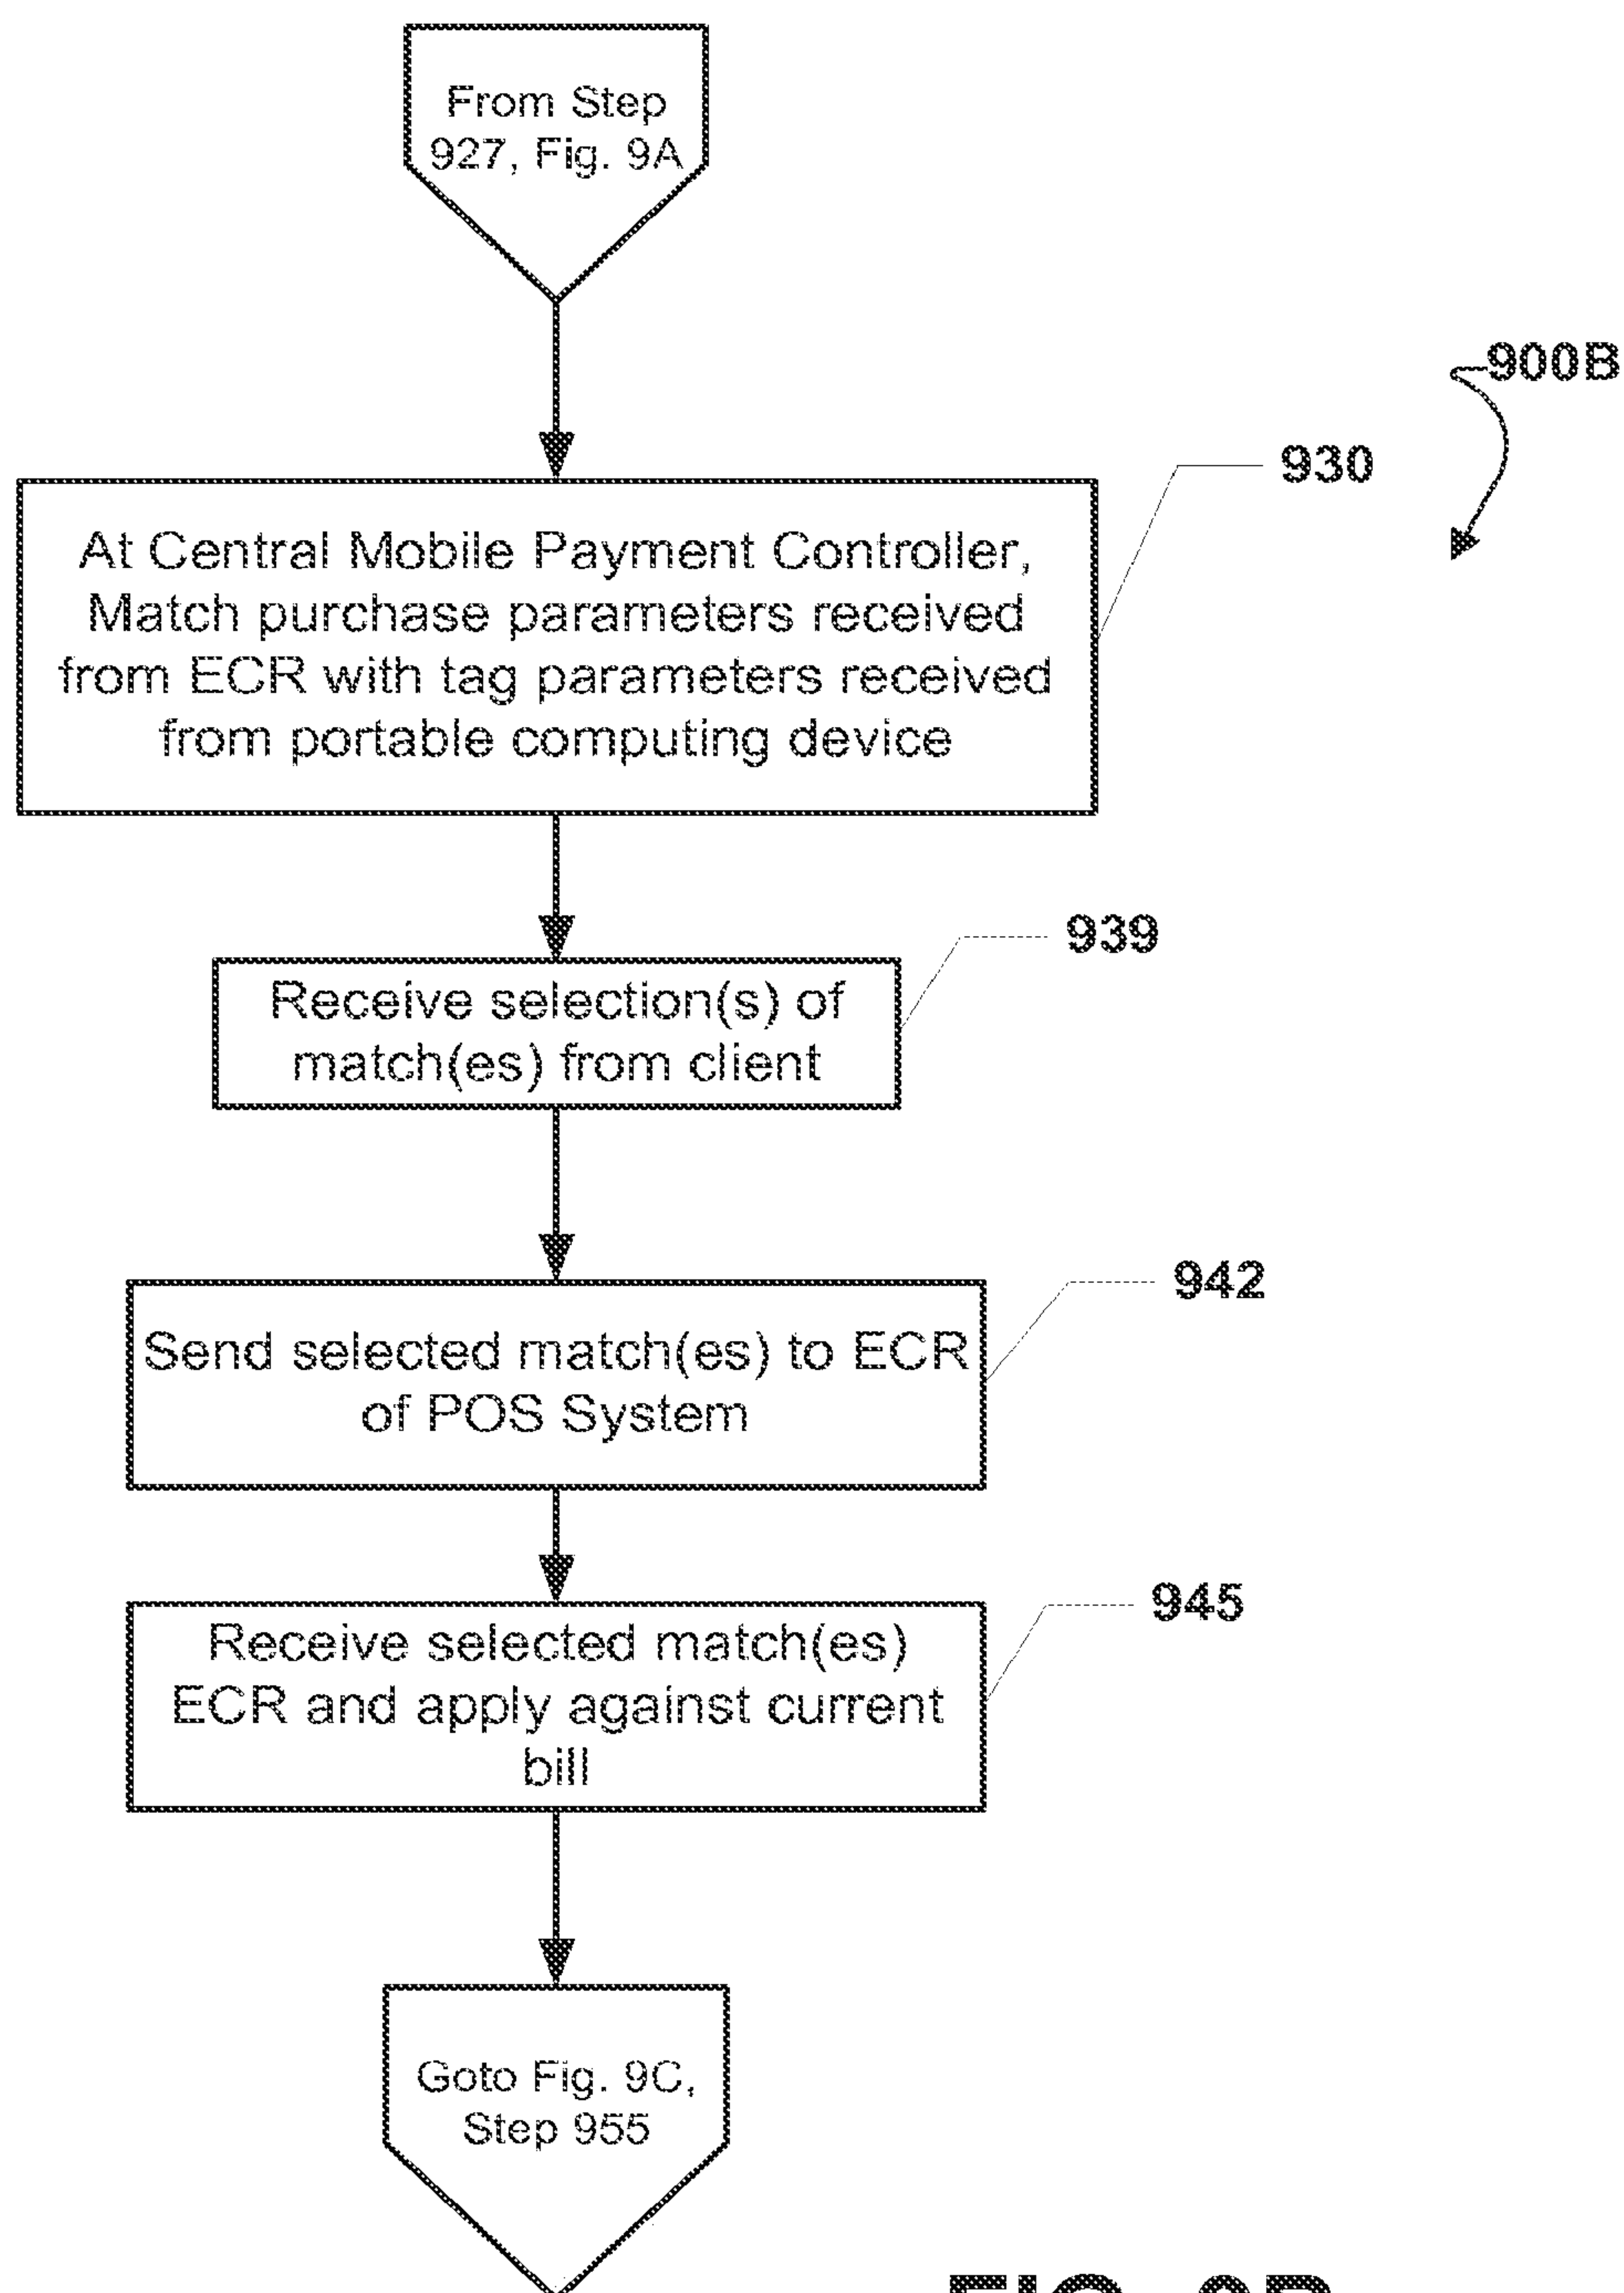 From Step
927, Fig. 9A
900B
930
At Central Mobile Payment Controller,
Match purchase parameters received
from ECR with tag parameters received
from portable computing device
939
Receive selection(s) of
match(es) from client
942
Send selected match(es) to ECR
of POS System
945
Receive selected match(es)
ECR and apply against current
bill
Goto Fig. 9C,
Step 955